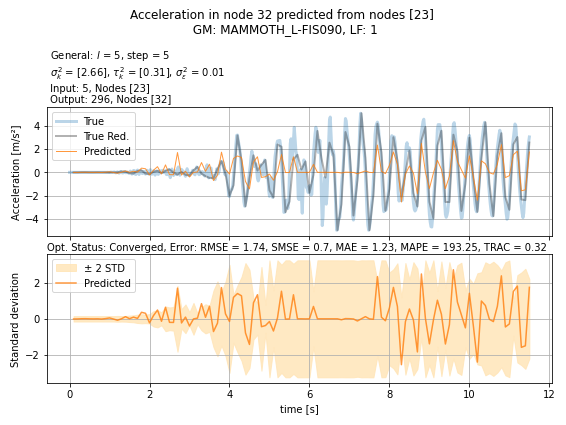 Acceleration in node 32 predicted from nodes [23]
GM: MAMMOTH_L-FIS090, LF: 1
General: l = 5, step = 5
σ²ₖ = [2.66], τ²ₖ = [0.31], σ²ε = 0.01
Input: 5, Nodes [23]
Output: 296, Nodes [32]
Acceleration [m/s²]
4
2
0
−2
−4
True
True Red.
Predicted
Opt. Status: Converged, Error: RMSE = 1.74, SMSE = 0.7, MAE = 1.23, MAPE = 193.25, TRAC = 0.32
Standard deviation
2
0
−2
± 2 STD
Predicted
0
2
4
6
8
10
12
time [s]